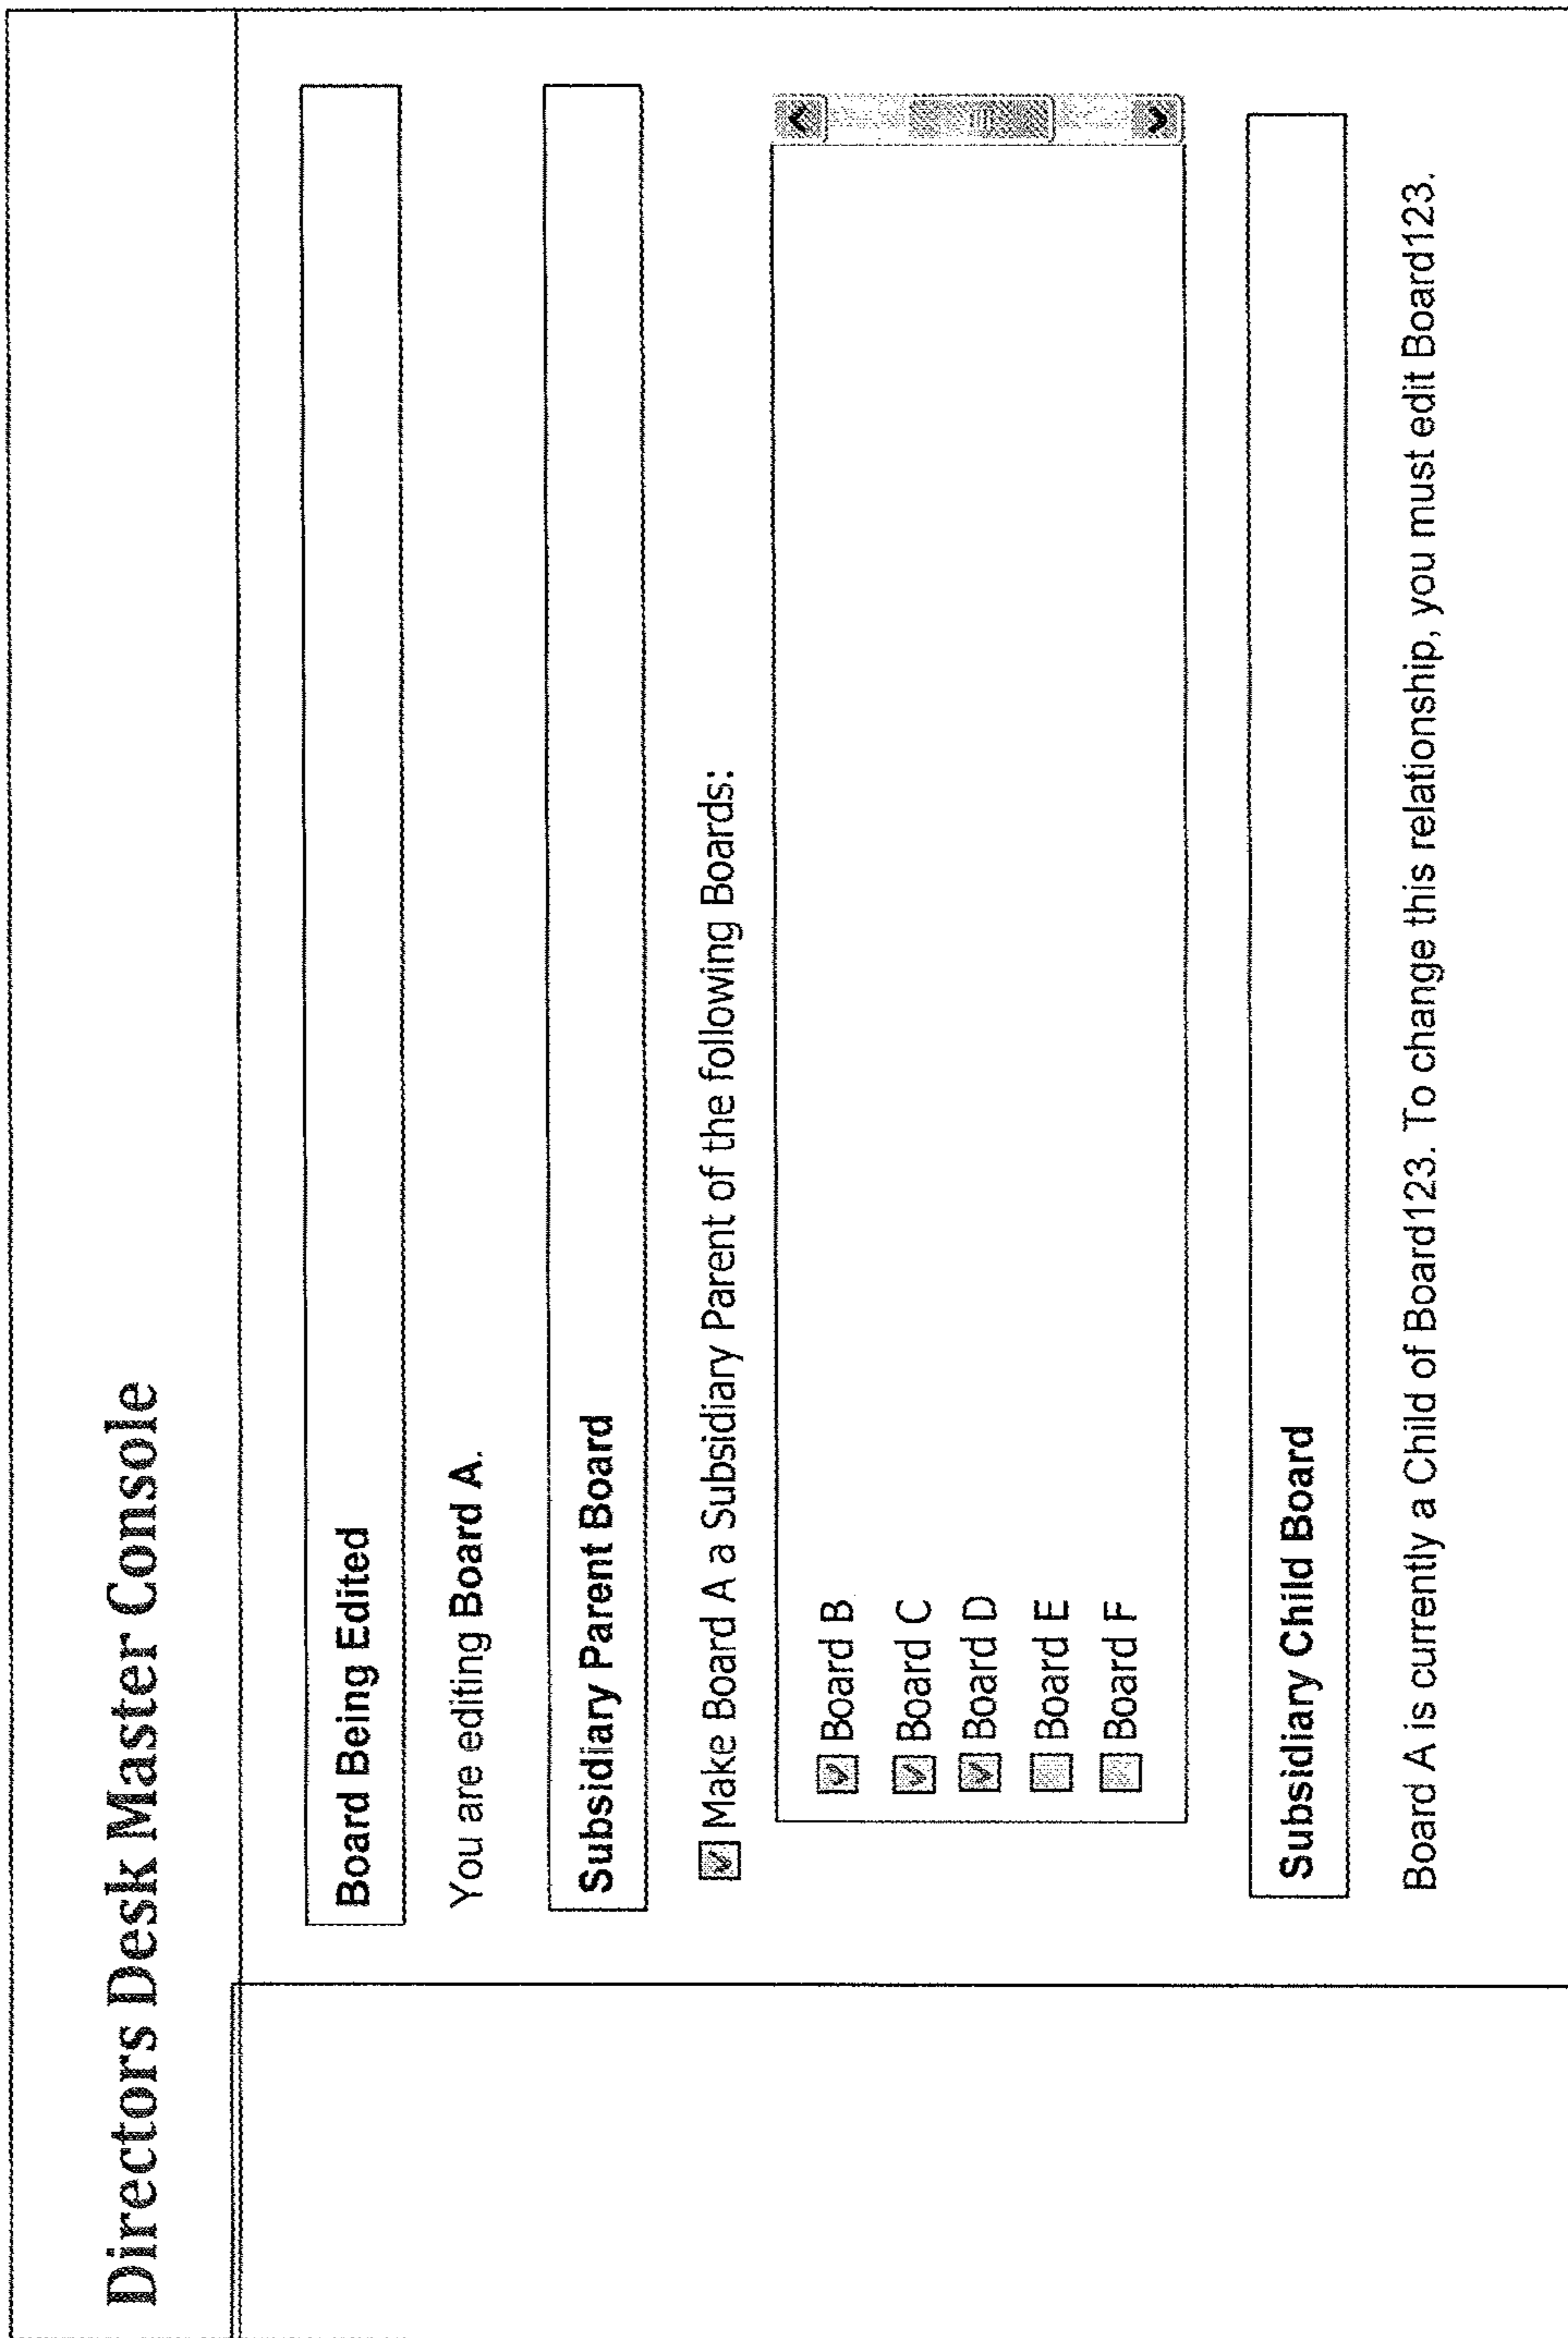 Directors Desk Master Console
Board Being Edited
You are editing Board A.
Subsidiary Parent Board
Make Board A a Subsidiary Parent of the following Boards:
Board B
Board C
Board D
Board E
Board F
Subsidiary Child Board
Board A is currently a Child of Board123. To change this relationship, you must edit Board123.